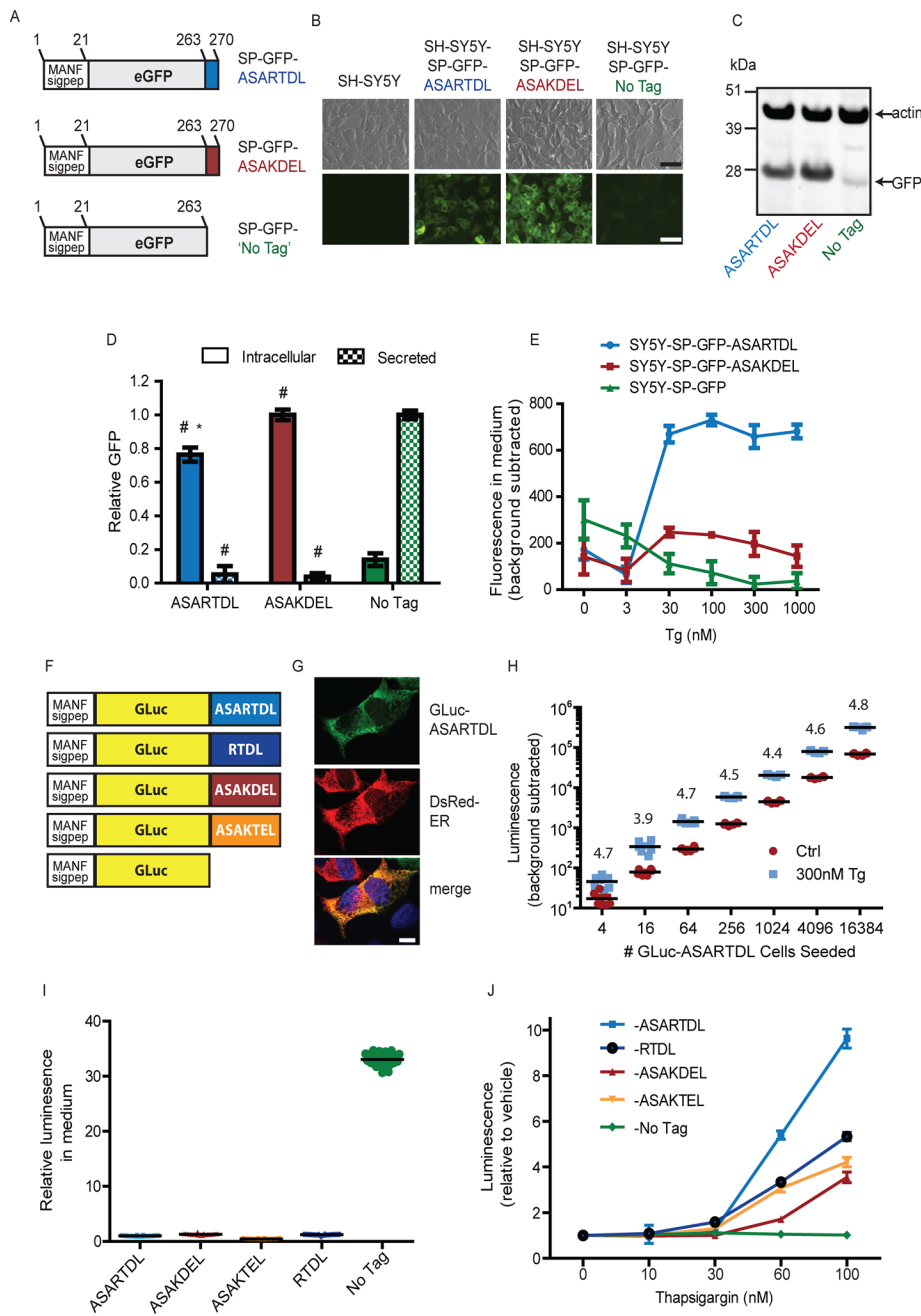 A
1 21 263 270
MANF sigpep eGFP
SP-GFP-
ASARTDL
1 21 263 270
MANF sigpep eGFP
SP-GFP-
ASAKDEL
1 21 263
MANF sigpep eGFP
SP-GFP-
'No Tag'
B
SH-SY5Y
SH-SY5Y-
SP-GFP-
ASARTDL
SH-SY5Y
SP-GFP-
ASAKDEL
SH-SY5Y
SP-GFP-
No Tag
C
kDa
51
39
28
actin
GFP
ASARTDL
ASAKDEL
No Tag
D
Intracellular
Secreted
Relative GFP
1.2
1.0
0.8
0.6
0.4
0.2
0.0
# *
#
#
#
ASARTDL
ASAKDEL
No Tag
E
SY5Y-SP-GFP-ASARTDL
SY5Y-SP-GFP-ASAKDEL
SY5Y-SP-GFP
Fluorescence in medium
(background subtracted)
800
600
400
200
0
0 3 30 100 300 1000
Tg (nM)
F
MANF sigpep GLuc ASARTDL
MANF sigpep GLuc RTDL
MANF sigpep GLuc ASAKDEL
MANF sigpep GLuc ASAKTEL
MANF sigpep GLuc
G
GLuc-
ASARTDL
DsRed-
ER
merge
H
Luminescence
(background subtracted)
10⁶
10⁵
10⁴
10³
10²
10¹
4.7
3.9
4.7
4.5
4.4
4.6
4.8
Ctrl
300nM Tg
4 16 64 256 1024 4096 16384
# GLuc-ASARTDL Cells Seeded
I
Relative luminesence
in medium
40
30
20
10
0
ASARTDL
ASAKDEL
ASAKTEL
RTDL
No Tag
J
-ASARTDL
-RTDL
-ASAKDEL
-ASAKTEL
-No Tag
Luminescence
(relative to vehicle)
10
8
6
4
2
0
0 10 30 60 100
Thapsigargin (nM)